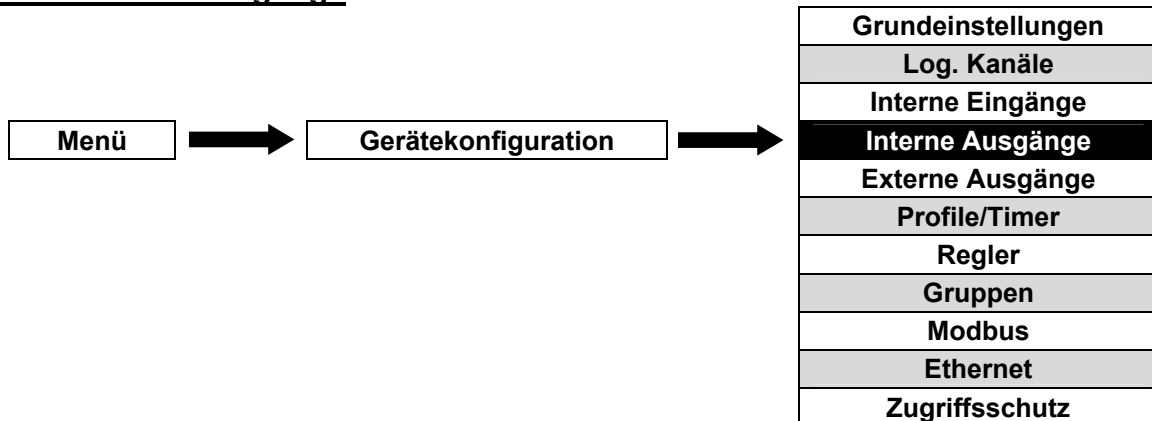 Grundeinstellungen
Log. Kanäle
Interne Eingänge
Menü
Gerätekonfiguration
Interne Ausgänge
Externe Ausgänge
Profile/Timer
Regler
Gruppen
Modbus
Ethernet
Zugriffsschutz